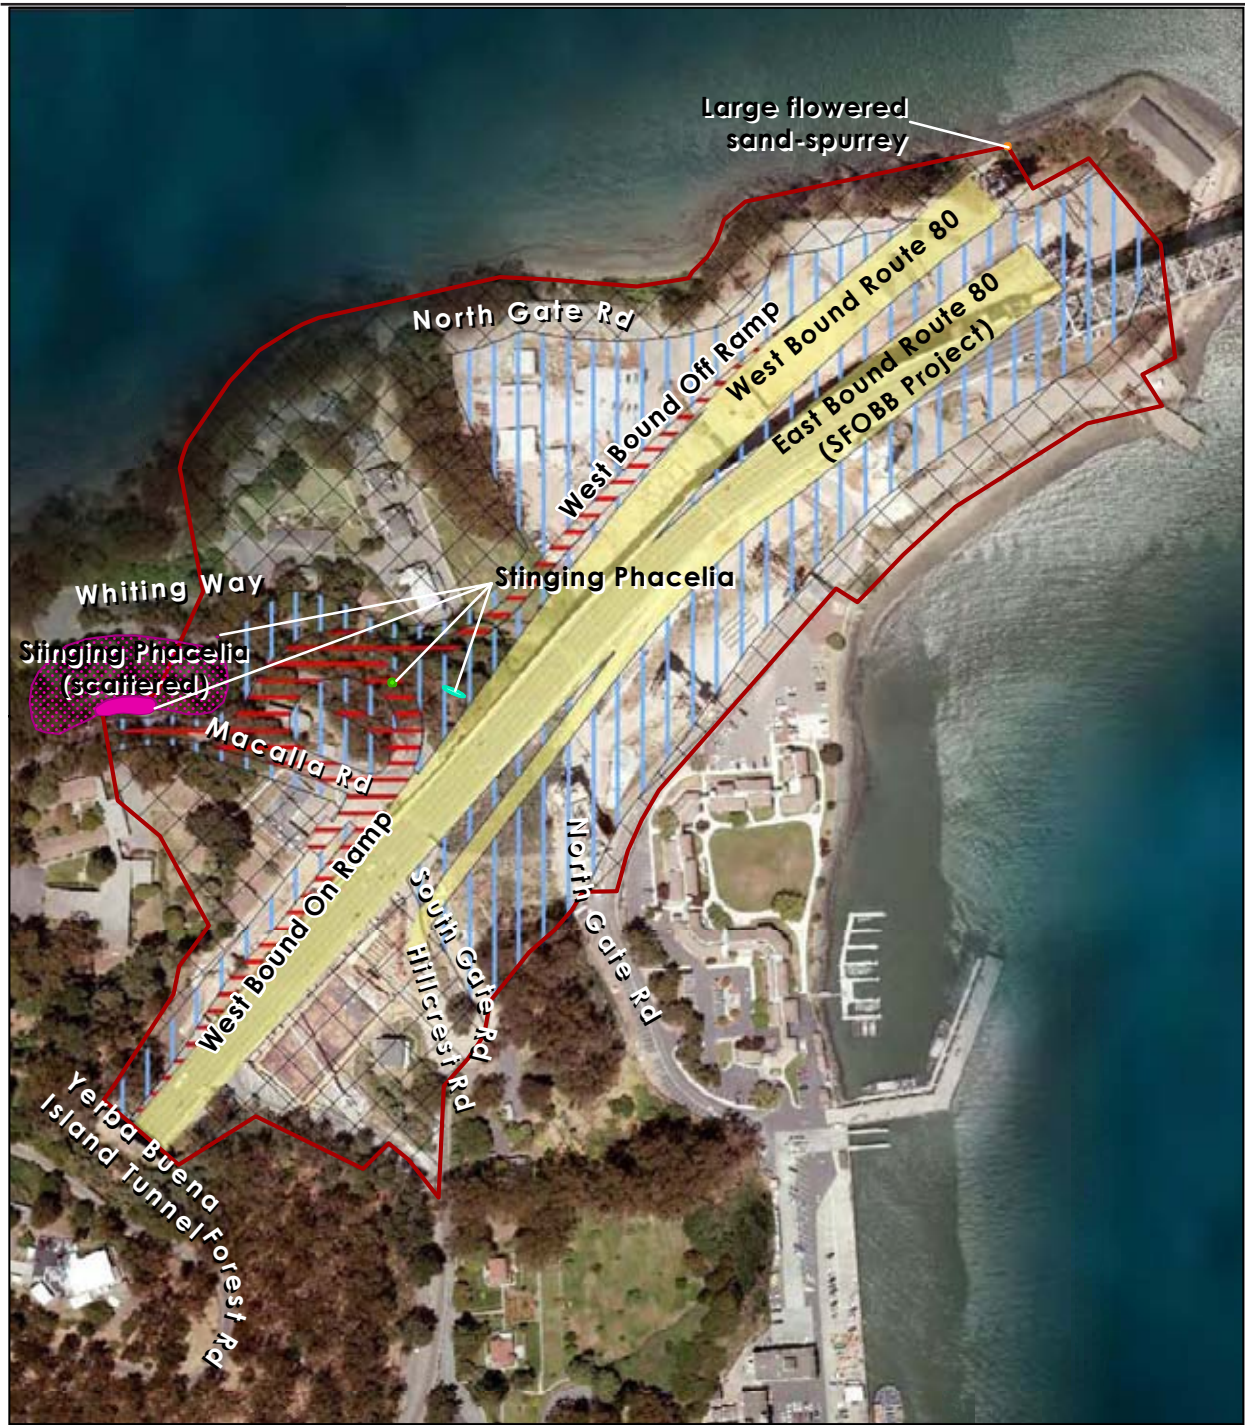 Large flowered
sand-spurrey
West Bound Route 80
North Gate Rd
East Bound Route 80
(SFOBB Project)
West Bound Off Ramp
Whiting Way
Stinging Phacelia
Stinging Phacelia
(scattered)
Macalla Rd
West Bound On Ramp
South Gate Rd
North Gate Rd
Hillcrest Rd
Yerba Buena
Island Tunnel
Forest Rd